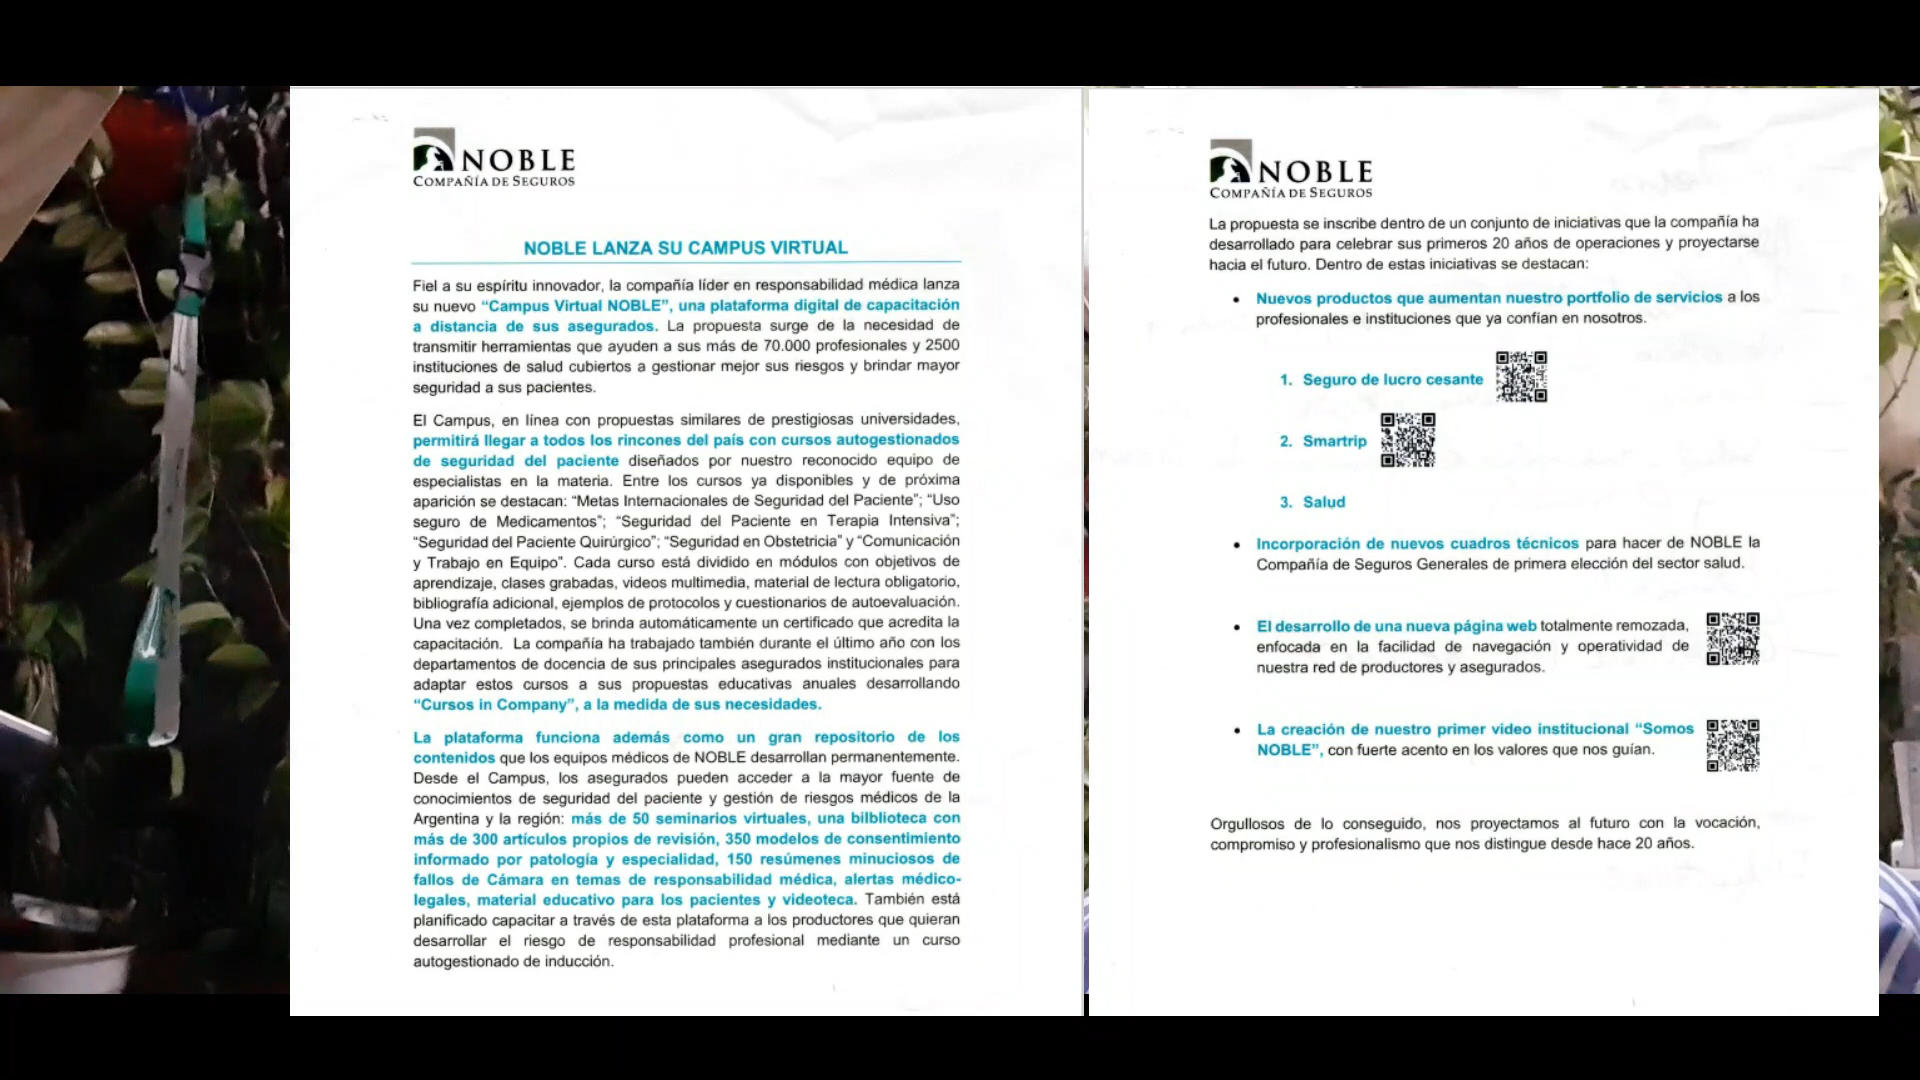 NOBLE
COMPAÑÍA DE SEGUROS
NOBLE LANZA SU CAMPUS VIRTUAL
Fiel a su espíritu innovador, la compañía líder en responsabilidad médica lanza
su nuevo “Campus Virtual NOBLE”, una plataforma digital de capacitación
a distancia de sus asegurados. La propuesta surge de la necesidad de
transmitir herramientas que ayuden a sus más de 70.000 profesionales y 2500
instituciones de salud cubiertos a gestionar mejor sus riesgos y brindar mayor
seguridad a sus pacientes.
El Campus, en línea con propuestas similares de prestigiosas universidades,
permitirá llegar a todos los rincones del país con cursos autogestionados
de seguridad del paciente diseñados por nuestro reconocido equipo de
especialistas en la materia. Entre los cursos ya disponibles y de próxima
aparición se destacan: “Metas Internacionales de Seguridad del Paciente”; “Uso
seguro de Medicamentos”; “Seguridad del Paciente en Terapia Intensiva”;
“Seguridad del Paciente Quirúrgico”; “Seguridad en Obstetricia” y “Comunicación
y Trabajo en Equipo”. Cada curso está dividido en módulos con objetivos de
aprendizaje, clases grabadas, videos multimedia, material de lectura obligatorio,
bibliografía adicional, ejemplos de protocolos y cuestionarios de autoevaluación.
Una vez completados, se brinda automáticamente un certificado que acredita la
capacitación. La compañía ha trabajado también durante el último año con los
departamentos de docencia de sus principales asegurados institucionales para
adaptar estos cursos a sus propuestas educativas anuales desarrollando
“Cursos in Company”, a la medida de sus necesidades.
La plataforma funciona además como un gran repositorio de los
contenidos que los equipos médicos de NOBLE desarrollan permanentemente.
Desde el Campus, los asegurados pueden acceder a la mayor fuente de
conocimientos de seguridad del paciente y gestión de riesgos médicos de la
Argentina y la región: más de 50 seminarios virtuales, una bilblioteca con
más de 300 artículos propios de revisión, 350 modelos de consentimiento
informado por patología y especialidad, 150 resúmenes minuciosos de
fallos de Cámara en temas de responsabilidad médica, alertas médico-
legales, material educativo para los pacientes y videoteca. También está
planificado capacitar a través de esta plataforma a los productores que quieran
desarrollar el riesgo de responsabilidad profesional mediante un curso
autogestionado de inducción.
NOBLE
COMPAÑÍA DE SEGUROS
La propuesta se inscribe dentro de un conjunto de iniciativas que la compañía ha
desarrollado para celebrar sus primeros 20 años de operaciones y proyectarse
hacia el futuro. Dentro de estas iniciativas se destacan:
• Nuevos productos que aumentan nuestro portfolio de servicios a los
profesionales e instituciones que ya confían en nosotros.
1. Seguro de lucro cesante
2. Smartrip
3. Salud
• Incorporación de nuevos cuadros técnicos para hacer de NOBLE la
Compañía de Seguros Generales de primera elección del sector salud.
• El desarrollo de una nueva página web totalmente remozada,
enfocada en la facilidad de navegación y operatividad de
nuestra red de productores y asegurados.
• La creación de nuestro primer video institucional “Somos
NOBLE”, con fuerte acento en los valores que nos guían.
Orgullosos de lo conseguido, nos proyectamos al futuro con la vocación,
compromiso y profesionalismo que nos distingue desde hace 20 años.